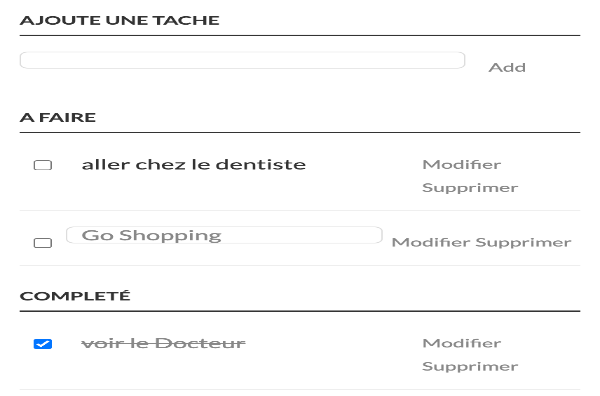 AJOUTE UNE TACHE
Add
A FAIRE
aller chez le dentiste
Modifier
Supprimer
Go Shopping
Modifier Supprimer
COMPLETÉ
voir le Docteur
Modifier
Supprimer